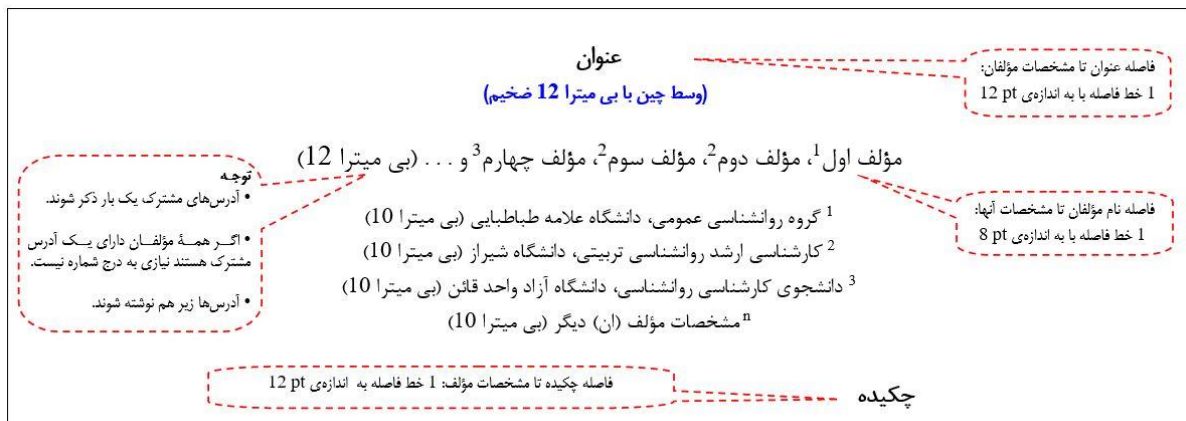 عنوان
(وسط چین با بی میترا 12 ضخیم)
فاصله عنوان تا مشخصات مؤلفان:
1 خط فاصله با به اندازه‌ی 12 pt
مؤلف اول1، مؤلف دوم2، مؤلف سوم2، مؤلف چهارم3 و . . . (بی میترا 12)
توجه
• آدرس‌های مشترک یک بار ذکر شوند.
• اگر همۀ مؤلفان دارای یک آدرس
مشترک هستند نیازی به درج شماره نیست.
• آدرس‌ها زیر هم نوشته شوند.
فاصله نام مؤلفان تا مشخصات آنها:
1 خط فاصله با به اندازه‌ی 8 pt
1 گروه روانشناسی عمومی، دانشگاه علامه طباطبایی (بی میترا 10)
2 کارشناسی ارشد روانشناسی تربیتی، دانشگاه شیراز (بی میترا 10)
3 دانشجوی کارشناسی روانشناسی، دانشگاه آزاد واحد قائن (بی میترا 10)
n مشخصات مؤلف (ان) دیگر (بی میترا 10)
فاصله چکیده تا مشخصات مؤلف: 1 خط فاصله به اندازه‌ی 12 pt
چکیده